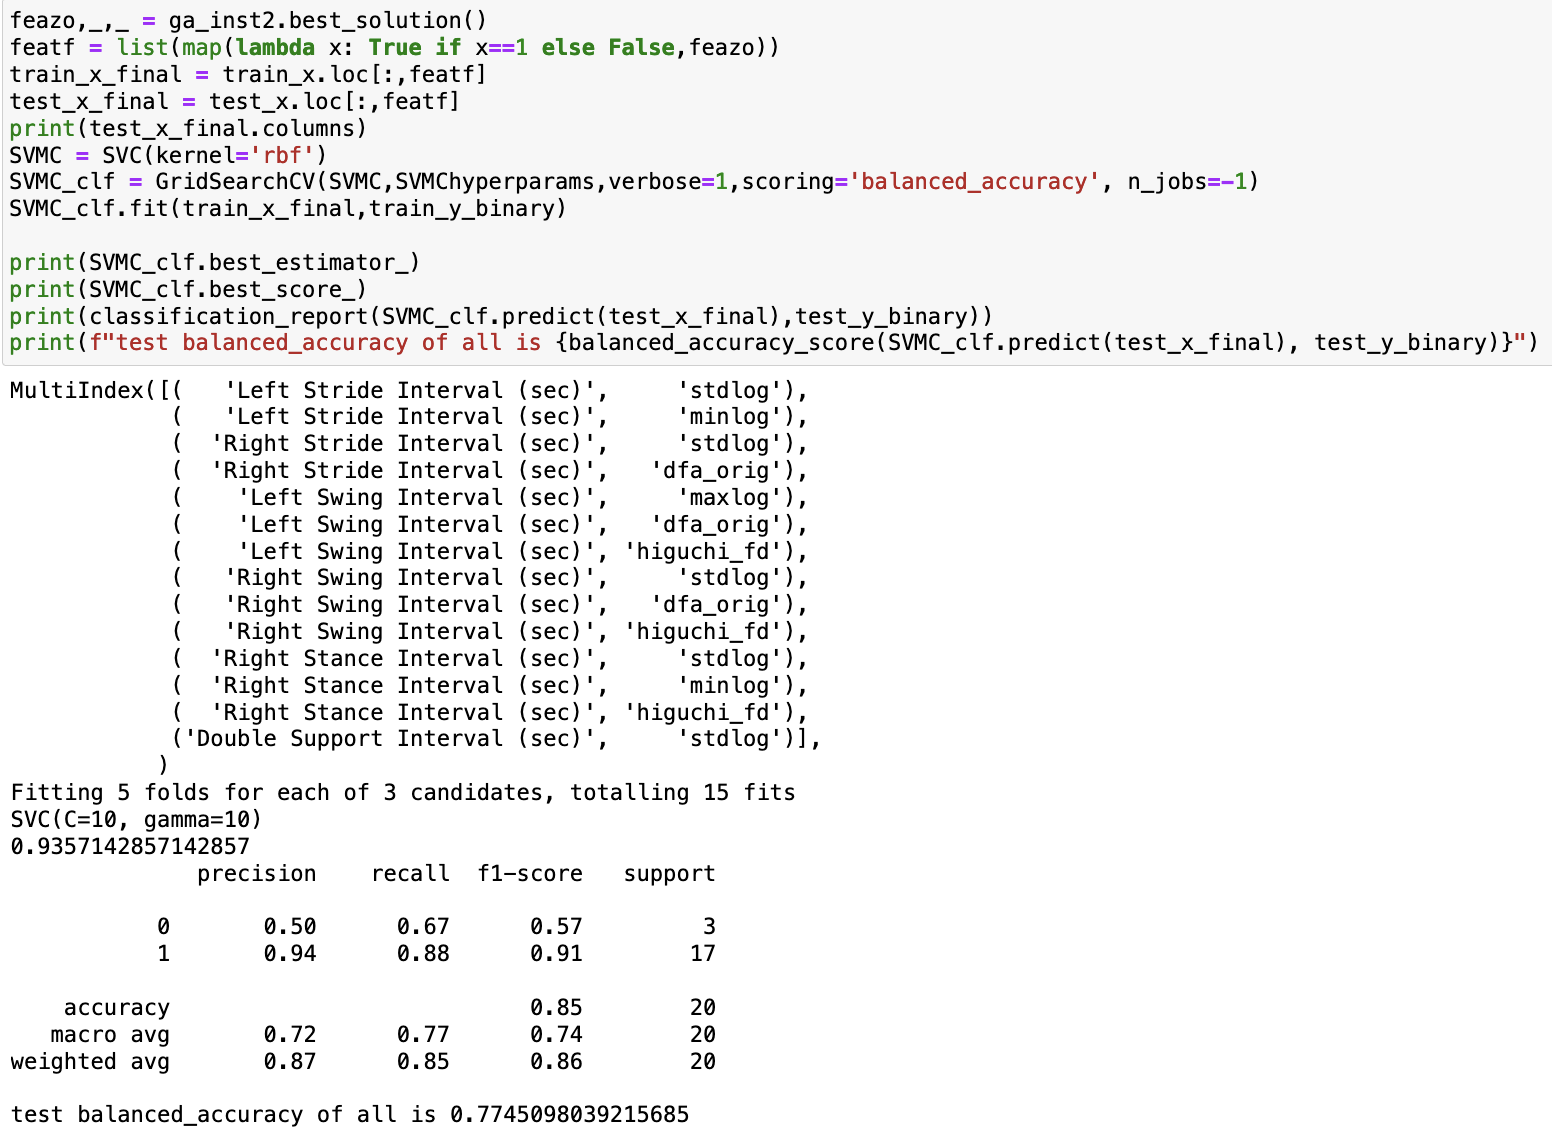 feazo,_,_ = ga_inst2.best_solution()
featf = list(map(lambda x: True if x==1 else False,feazo))
train_x_final = train_x.loc[:,featf]
test_x_final = test_x.loc[:,featf]
print(test_x_final.columns)
SVMC = SVC(kernel='rbf')
SVMC_clf = GridSearchCV(SVMC,SVMChyperparams,verbose=1,scoring='balanced_accuracy', n_jobs=-1)
SVMC_clf.fit(train_x_final,train_y_binary)

print(SVMC_clf.best_estimator_)
print(SVMC_clf.best_score_)
print(classification_report(SVMC_clf.predict(test_x_final),test_y_binary))
print(f"test balanced_accuracy of all is {balanced_accuracy_score(SVMC_clf.predict(test_x_final), test_y_binary)}")
MultiIndex([(   'Left Stride Interval (sec)',     'stdlog'),
            (   'Left Stride Interval (sec)',     'minlog'),
            (  'Right Stride Interval (sec)',     'stdlog'),
            (  'Right Stride Interval (sec)',   'dfa_orig'),
            (    'Left Swing Interval (sec)',     'maxlog'),
            (    'Left Swing Interval (sec)',   'dfa_orig'),
            (    'Left Swing Interval (sec)', 'higuchi_fd'),
            (   'Right Swing Interval (sec)',     'stdlog'),
            (   'Right Swing Interval (sec)',   'dfa_orig'),
            (   'Right Swing Interval (sec)', 'higuchi_fd'),
            (  'Right Stance Interval (sec)',     'stdlog'),
            (  'Right Stance Interval (sec)',     'minlog'),
            (  'Right Stance Interval (sec)', 'higuchi_fd'),
            ('Double Support Interval (sec)',     'stdlog')],
           )
Fitting 5 folds for each of 3 candidates, totalling 15 fits
SVC(C=10, gamma=10)
0.9357142857142857
              precision    recall  f1-score   support

           0       0.50      0.67      0.57         3
           1       0.94      0.88      0.91        17

    accuracy                           0.85        20
   macro avg       0.72      0.77      0.74        20
weighted avg       0.87      0.85      0.86        20

test balanced_accuracy of all is 0.7745098039215685